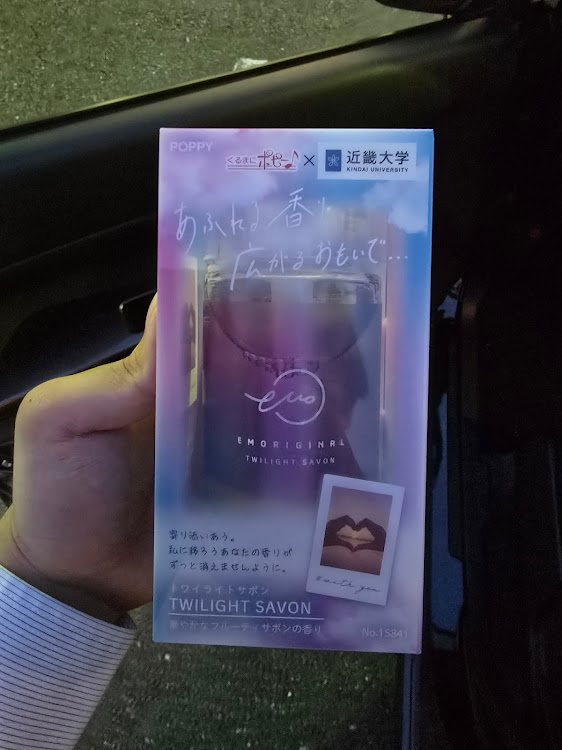 POPPY
くるまにポピー♪ × 近畿大学
KINDAI UNIVERSITY
あふれる香り、
広がるおもいで…
emo
EMORIGINAL
TWILIGHT SAVON
寄り添いあう。
私に移ろうあなたの香りが
ずっと消えませんように。
with you
トワイライトサボン
TWILIGHT SAVON
華やかなフルーティサボンの香り
No.15841